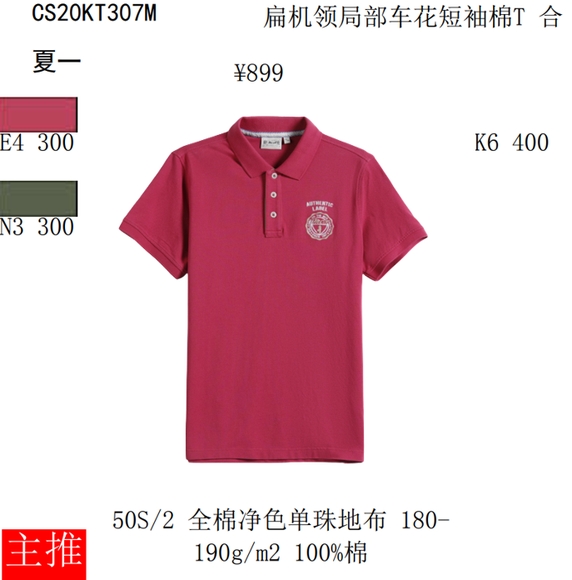 CS20KT307M
扁机领局部车花短袖棉T 合
夏一
¥899
E4 300
K6 400
N3 300
AUTHENTIC
LABEL
50S/2 全棉净色单珠地布 180-
190g/m2 100%棉
主推